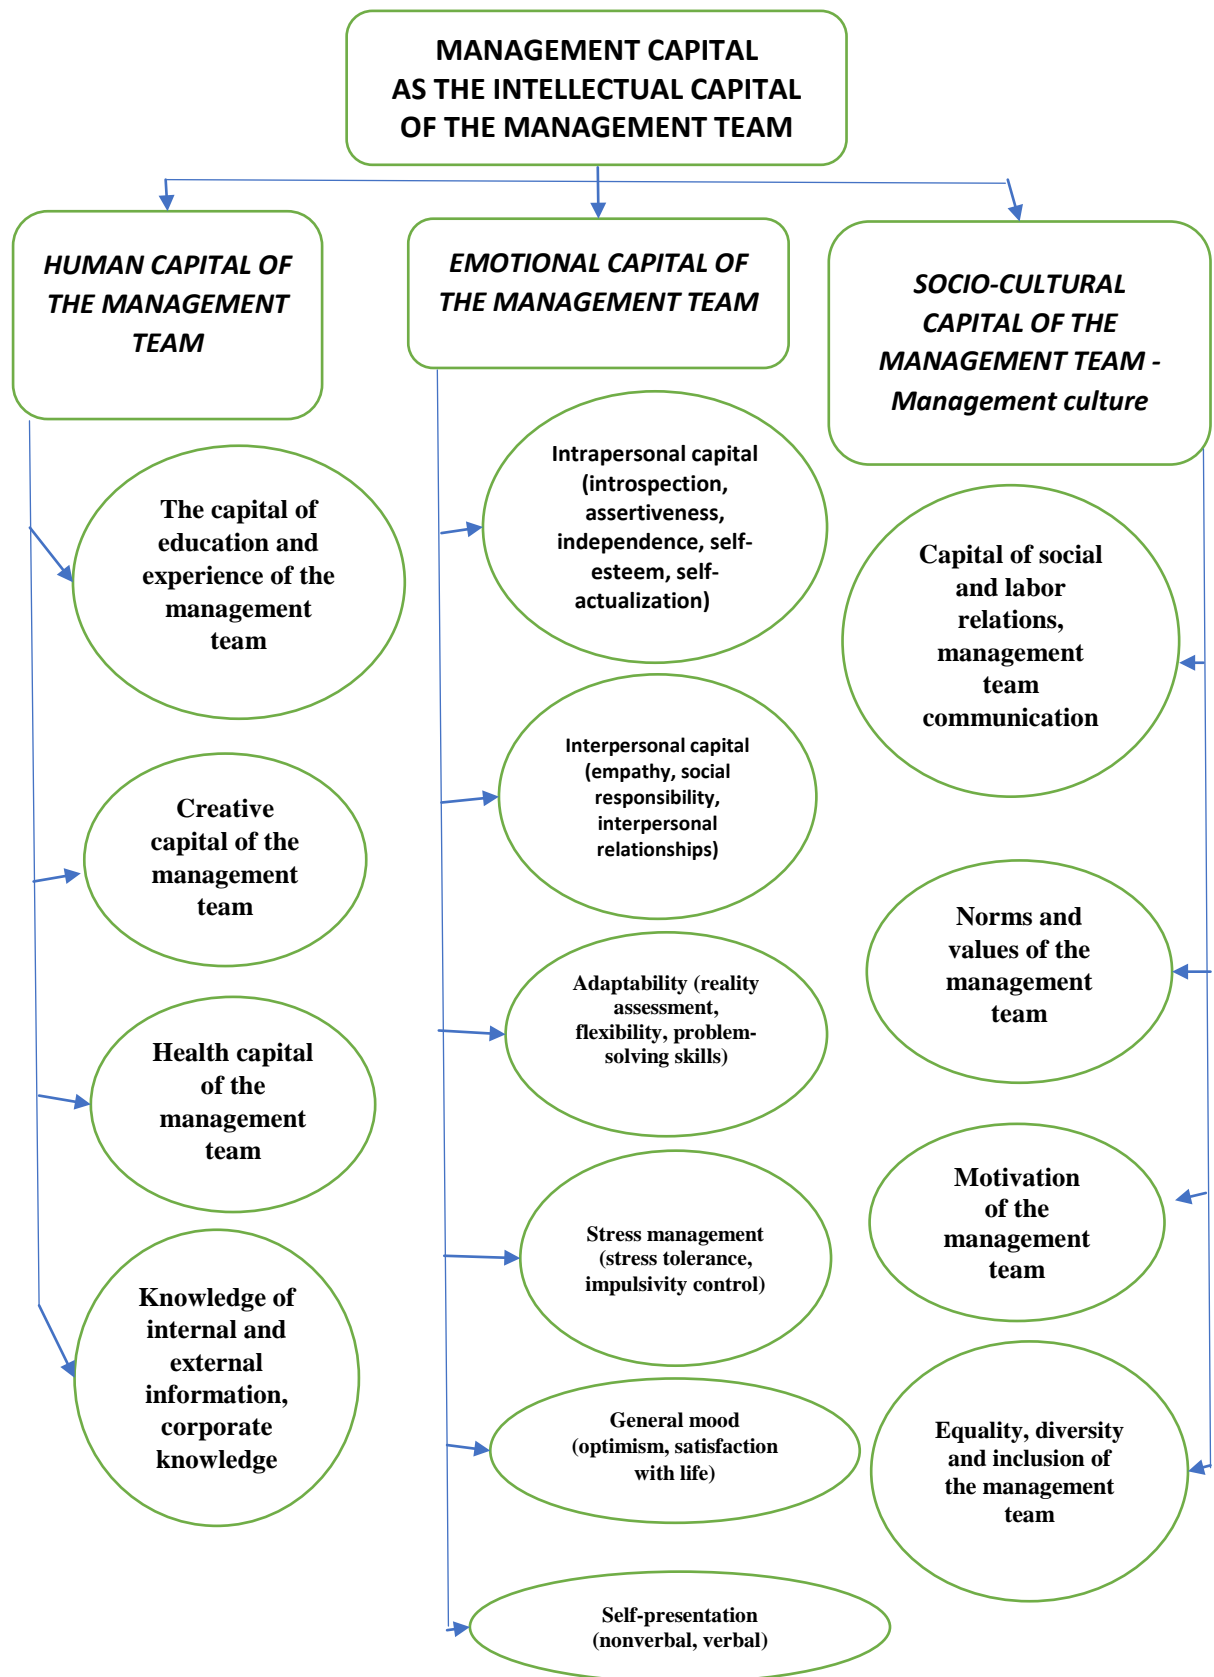 MANAGEMENT CAPITAL
AS THE INTELLECTUAL CAPITAL
OF THE MANAGEMENT TEAM
HUMAN CAPITAL OF
THE MANAGEMENT
TEAM
The capital of
education and
experience of the
management
team
Creative
capital of the
management
team
Health capital
of the
management
team
Knowledge of
internal and
external
information,
corporate
knowledge
EMOTIONAL CAPITAL OF
THE MANAGEMENT TEAM
Intrapersonal capital
(introspection,
assertiveness,
independence, self-
esteem, self-
actualization)
Interpersonal capital
(empathy, social
responsibility,
interpersonal
relationships)
Adaptability (reality
assessment,
flexibility, problem-
solving skills)
Stress management
(stress tolerance,
impulsivity control)
General mood
(optimism, satisfaction
with life)
Self-presentation
(nonverbal, verbal)
SOCIO-CULTURAL
CAPITAL OF THE
MANAGEMENT TEAM -
Management culture
Capital of social
and labor
relations,
management
team
communication
Norms and
values of the
management
team
Motivation
of the
management
team
Equality, diversity
and inclusion of
the management
team